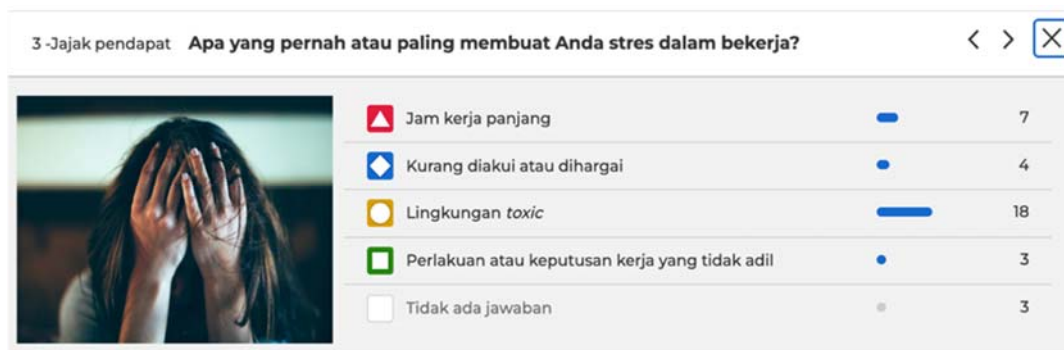 3 -Jajak pendapat Apa yang pernah atau paling membuat Anda stres dalam bekerja?
Jam kerja panjang 7
Kurang diakui atau dihargai 4
Lingkungan toxic 18
Perlakuan atau keputusan kerja yang tidak adil 3
Tidak ada jawaban 3